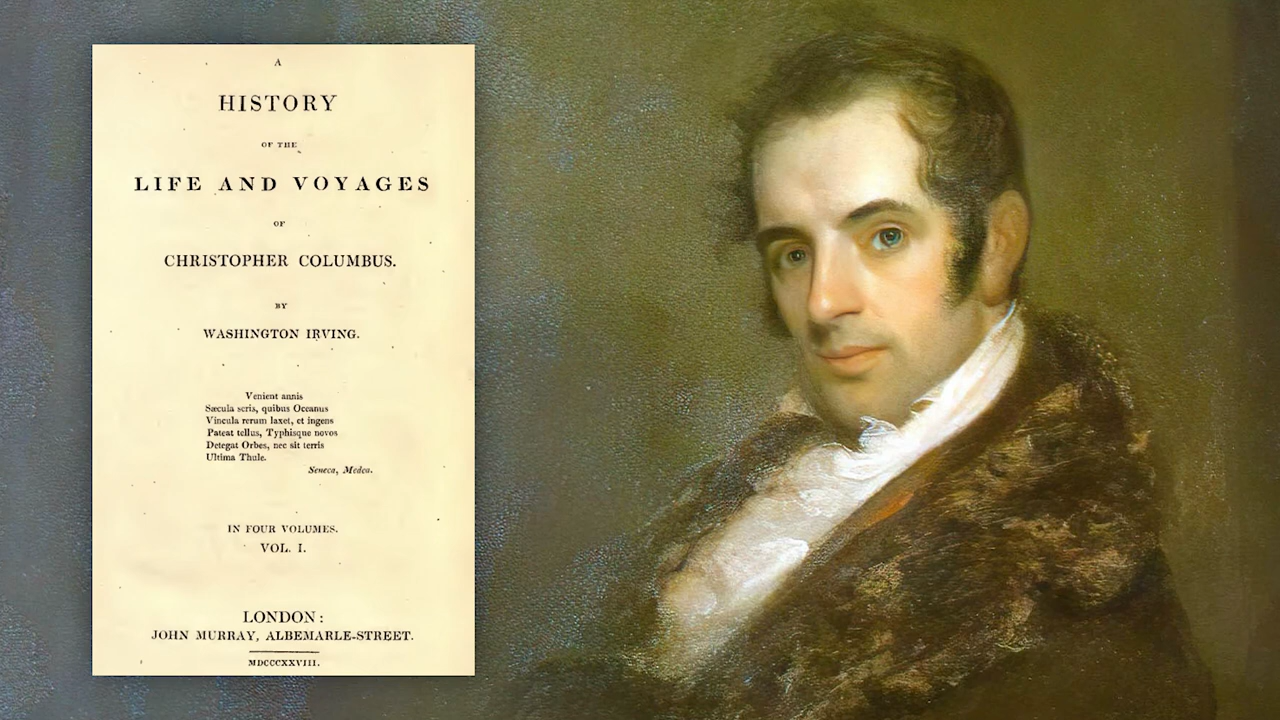 A
HISTORY
OF THE
LIFE AND VOYAGES
OF
CHRISTOPHER COLUMBUS.
BY
WASHINGTON IRVING.
Venient annis
Sæcula seris, quibus Oceanus
Vincula rerum laxet, et ingens
Pateat tellus, Typhisque novos
Detegat Orbes, nec sit terris
Ultima Thule.
Seneca, Medea.
IN FOUR VOLUMES.
VOL. I.
LONDON:
JOHN MURRAY, ALBEMARLE-STREET.
MDCCCXXVIII.